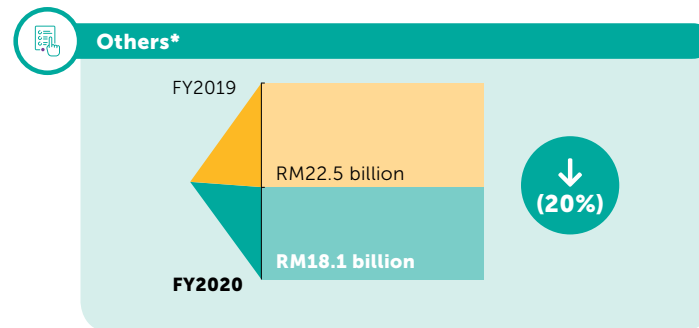 Others*
FY2019
RM22.5 billion
(20%)
RM18.1 billion
FY2020